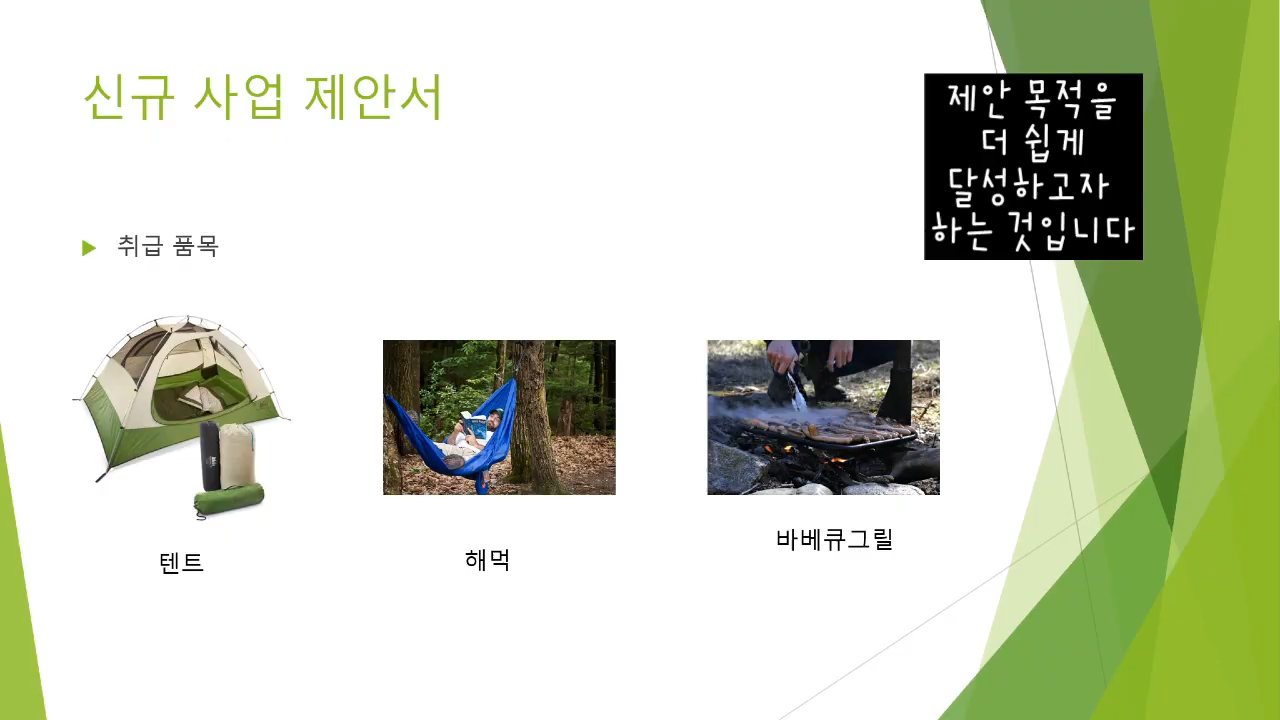 신규 사업 제안서
제안 목적을
더 쉽게
달성하고자
하는 것입니다
취급 품목
텐트
해먹
바베큐그릴